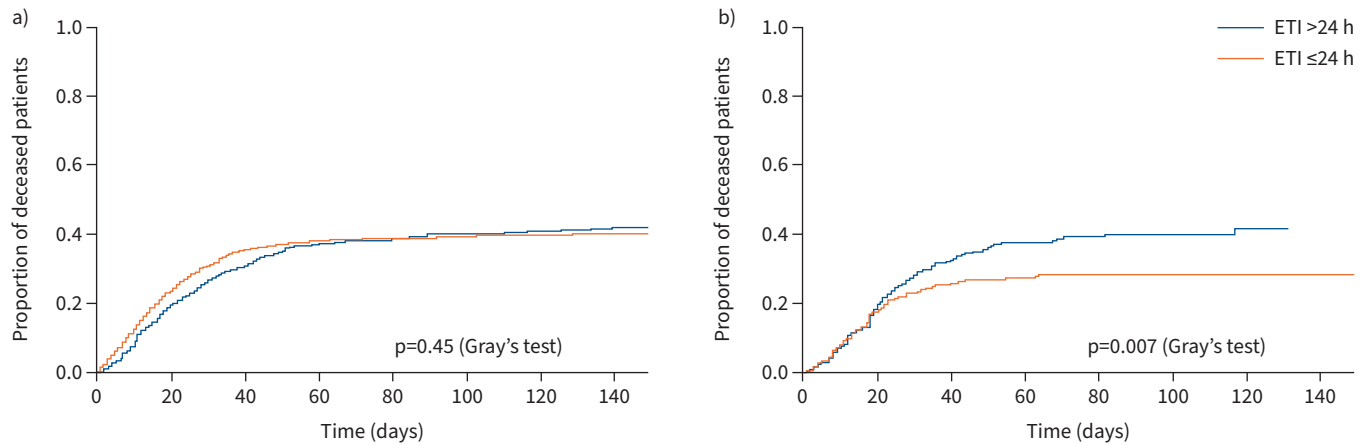 a)
1.0
0.8
0.6
0.4
0.2
0.0
Proportion of deceased patients
0
20
40
60
80
100
120
140
Time (days)
p=0.45 (Gray's test)
b)
1.0
0.8
0.6
0.4
0.2
0.0
Proportion of deceased patients
0
20
40
60
80
100
120
140
Time (days)
p=0.007 (Gray's test)
ETI >24 h
ETI ≤24 h